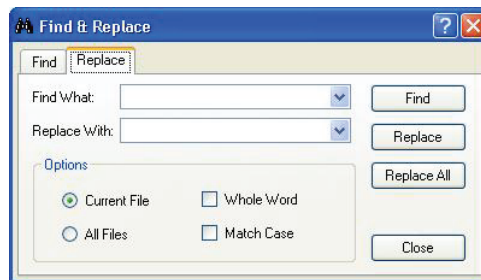 Find & Replace
Find Replace
Find What: Find
Replace With: Replace
Options Replace All
Current File Whole Word
All Files Match Case
Close